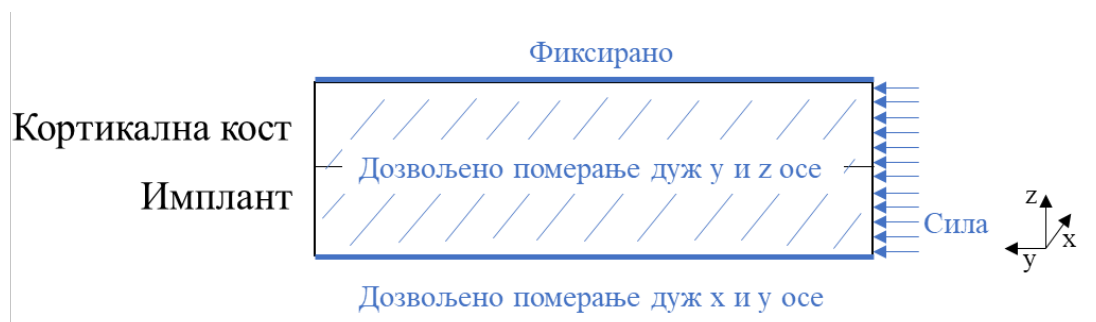 Фиксирано
Кортикална кост
Дозвољено померање дуж y и z осе
Имплант
Сила
z
x
y
Дозвољено померање дуж x и y осе